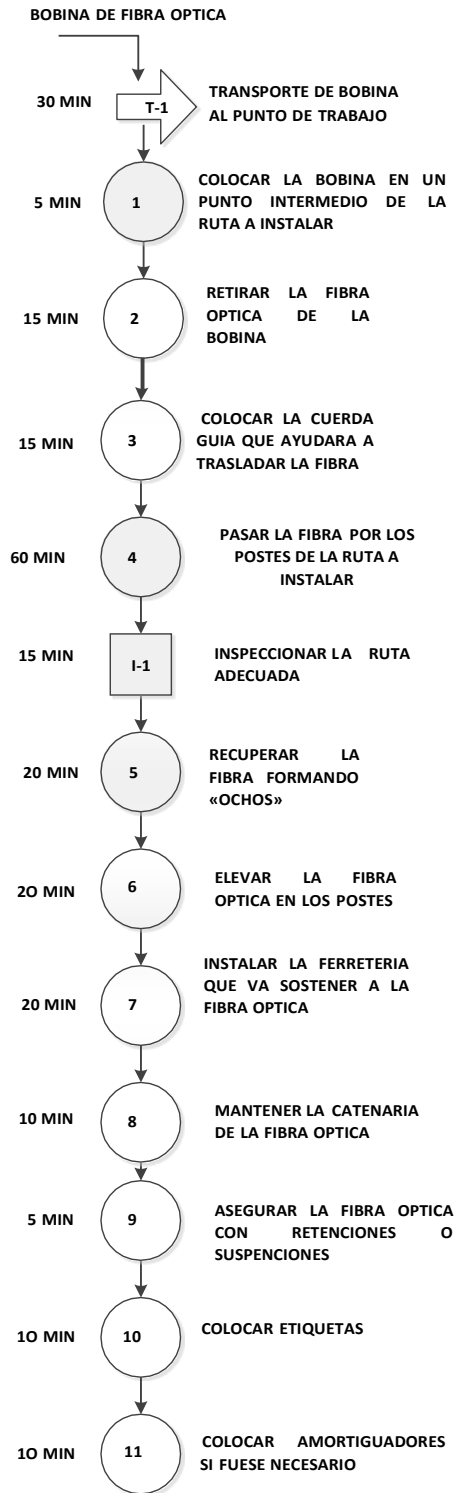 BOBINA DE FIBRA OPTICA
30 MIN
T-1
TRANSPORTE DE BOBINA
AL PUNTO DE TRABAJO
5 MIN
1
COLOCAR LA BOBINA EN UN
PUNTO INTERMEDIO DE LA
RUTA A INSTALAR
15 MIN
2
RETIRAR LA FIBRA
OPTICA DE LA
BOBINA
15 MIN
3
COLOCAR LA CUERDA
GUIA QUE AYUDARA A
TRASLADAR LA FIBRA
60 MIN
4
PASAR LA FIBRA POR LOS
POSTES DE LA RUTA A
INSTALAR
15 MIN
I-1
INSPECCIONAR LA RUTA
ADECUADA
20 MIN
5
RECUPERAR LA
FIBRA FORMANDO
«OCHOS»
2O MIN
6
ELEVAR LA FIBRA
OPTICA EN LOS POSTES
20 MIN
7
INSTALAR LA FERRETERIA
QUE VA SOSTENER A LA
FIBRA OPTICA
10 MIN
8
MANTENER LA CATENARIA
DE LA FIBRA OPTICA
5 MIN
9
ASEGURAR LA FIBRA OPTICA
CON RETENCIONES O
SUSPENCIONES
1O MIN
10
COLOCAR ETIQUETAS
1O MIN
11
COLOCAR AMORTIGUADORES
SI FUESE NECESARIO